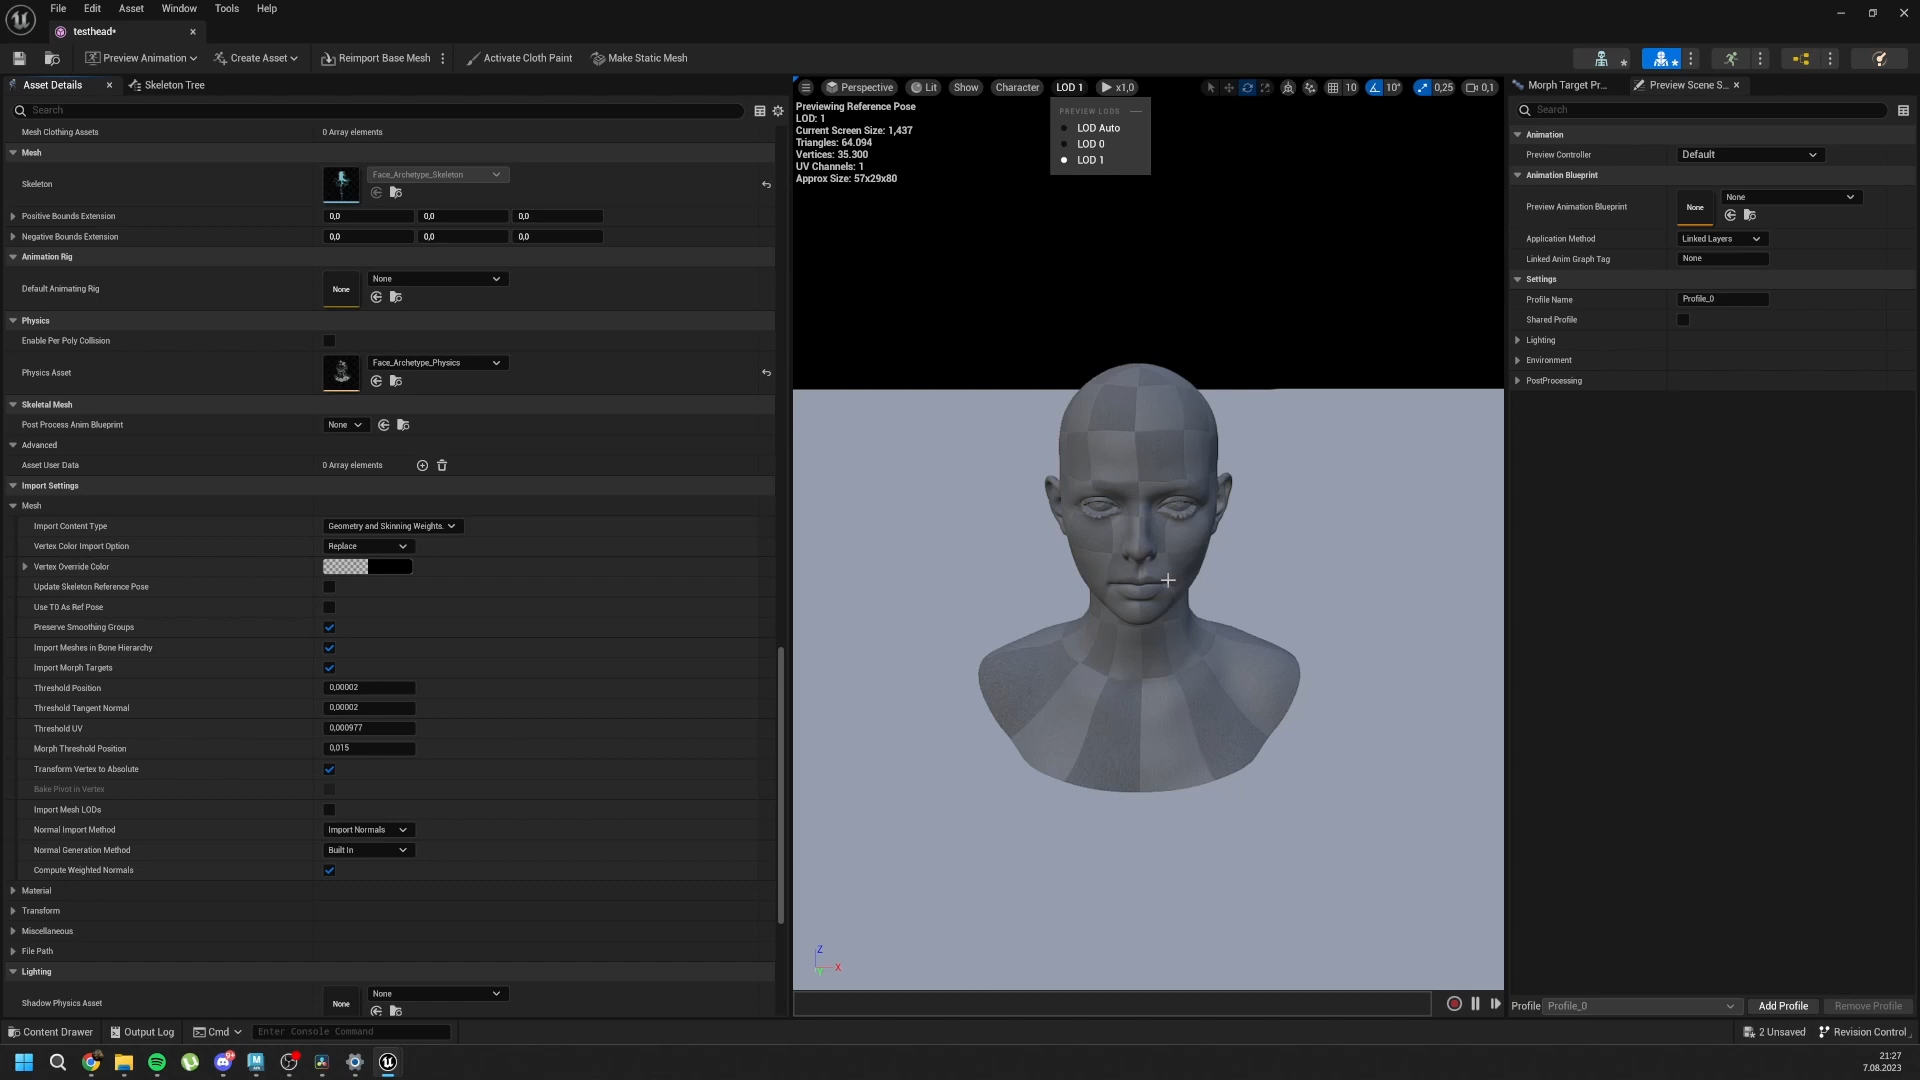 File Edit Asset Window Tools Help
testhead*
Preview Animation Create Asset Reimport Base Mesh Activate Cloth Paint Make Static Mesh
Asset Details Skeleton Tree
Search
Mesh Clothing Assets 0 Array elements
Mesh
Skeleton Face_Archetype_Skeleton
Positive Bounds Extension 0,0 0,0 0,0
Negative Bounds Extension 0,0 0,0 0,0
Animation Rig
Default Animating Rig None None
Physics
Enable Per Poly Collision
Physics Asset Face_Archetype_Physics
Skeletal Mesh
Post Process Anim Blueprint None
Advanced
Asset User Data 0 Array elements
Import Settings
Mesh
Import Content Type Geometry and Skinning Weights.
Vertex Color Import Option Replace
Vertex Override Color
Update Skeleton Reference Pose
Use T0 As Ref Pose
Preserve Smoothing Groups
Import Meshes in Bone Hierarchy
Import Morph Targets
Threshold Position 0,00002
Threshold Tangent Normal 0,00002
Threshold UV 0,000977
Morph Threshold Position 0,015
Transform Vertex to Absolute
Bake Pivot in Vertex
Import Mesh LODs
Normal Import Method Import Normals
Normal Generation Method Built In
Compute Weighted Normals
Material
Transform
Miscellaneous
File Path
Lighting
Shadow Physics Asset None None
Perspective Lit Show Character LOD 1 x1,0 10 10° 0,25 0,1
Previewing Reference Pose
LOD: 1
Current Screen Size: 1,437
Triangles: 64.094
Vertices: 35.300
UV Channels: 1
Approx Size: 57x29x80
PREVIEW LODS
LOD Auto
LOD 0
LOD 1
Z
X
Y
Morph Target Pr... Preview Scene S...
Search
Animation
Preview Controller Default
Animation Blueprint
Preview Animation Blueprint None None
Application Method Linked Layers
Linked Anim Graph Tag None
Settings
Profile Name Profile_0
Shared Profile
Lighting
Environment
PostProcessing
Profile Profile_0 Add Profile Remove Profile
Content Drawer Output Log Cmd Enter Console Command 2 Unsaved Revision Control
21:27
7.08.2023